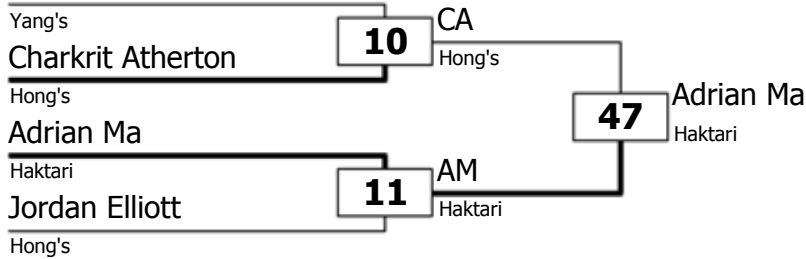 Yang's
Charkrit Atherton
Hong's
Adrian Ma
Haktari
Jordan Elliott
Hong's
10
CA
Hong's
11
AM
Haktari
47
Adrian Ma
Haktari